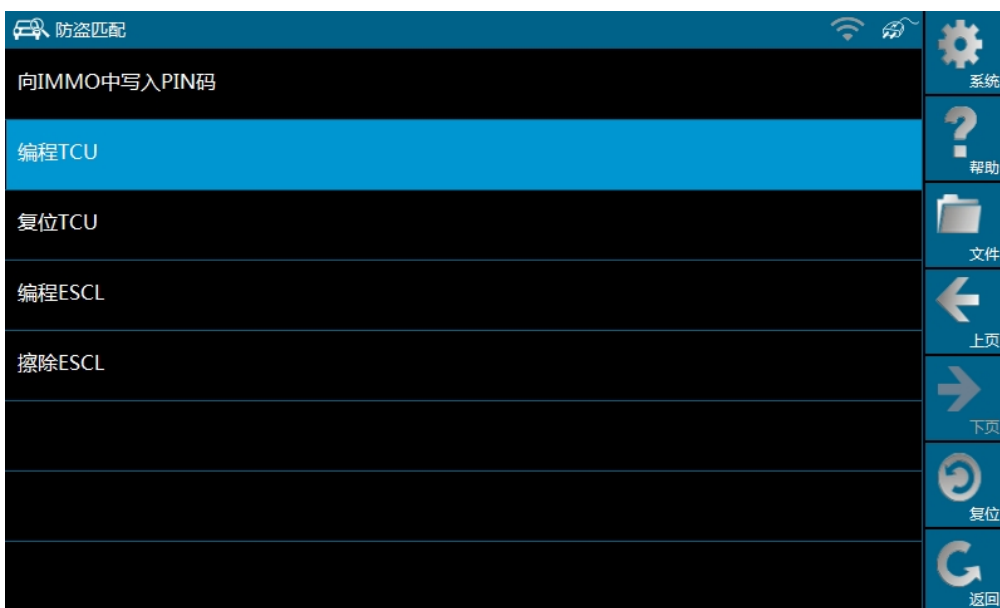 防盗匹配
向IMMO中写入PIN码
编程TCU
复位TCU
编程ESCL
擦除ESCL
系统
帮助
文件
上页
下页
复位
返回